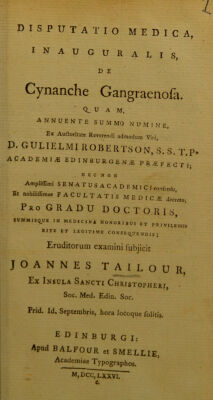 DISPUTATIO MEDICA,
INAUGURALIS,
DE
Cynanche Gangraenosa.
QUAM,
ANNUENTE SUMMO NUMINE,
Ex Auctoritate Reverendi admodum Viri,
D. GULIELMI ROBERTSON, S. S. T. P.
ACADEMIÆ EDINBURGENÆ PRÆFECTI;
NEC NON
Amplissimi SENATUS ACADEMICI consensu,
Et nobilissimae FACULTATIS MEDICÆ decreto;
PRO GRADU DOCTORIS,
SUMMISQUE IN MEDICINA HONORIBUS ET PRIVILEGIIS
RITE ET LEGITIME CONSEQUENDIS;
Eruditorum examini subjicit
JOANNES TAILOUR,
EX INSULA SANCTI CHRISTOPHERI,
Soc. Med. Edin. Soc.
Prid. Id. Septembris, hora locoque solitis.
EDINBURGI:
Apud BALFOUR et SMELLIE,
Academiae Typographos.
M,DCC,LXXVI.